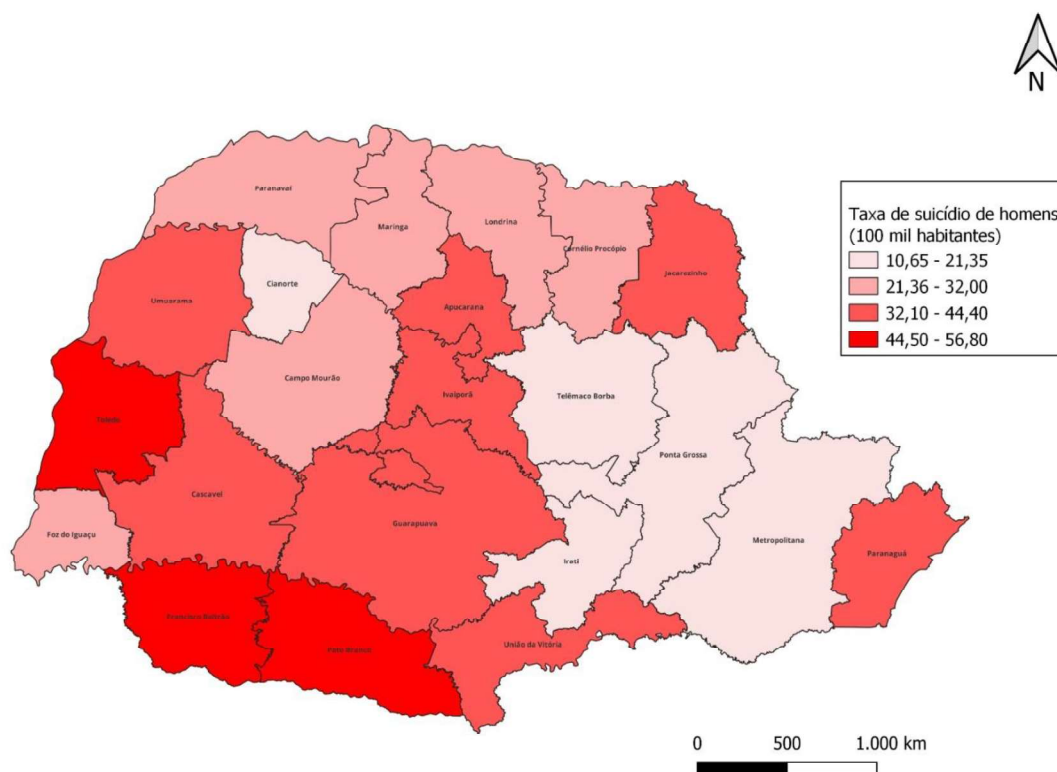 N
Taxa de suicídio de homens
(100 mil habitantes)
10,65 - 21,35
21,36 - 32,00
32,10 - 44,40
44,50 - 56,80
Paranavaí
Maringa
Londrina
Cornélio Procópio
Jacarezinho
Umuarama
Cianorte
Apucarana
Campo Mourão
Ivaiporã
Telêmaco Borba
Toledo
Ponta Grossa
Cascavel
Guarapuava
Foz do Iguaçu
Metropolitana
Paranaguá
Irati
Francisco Beltrão
Pato Branco
União da Vitória
0 500 1.000 km